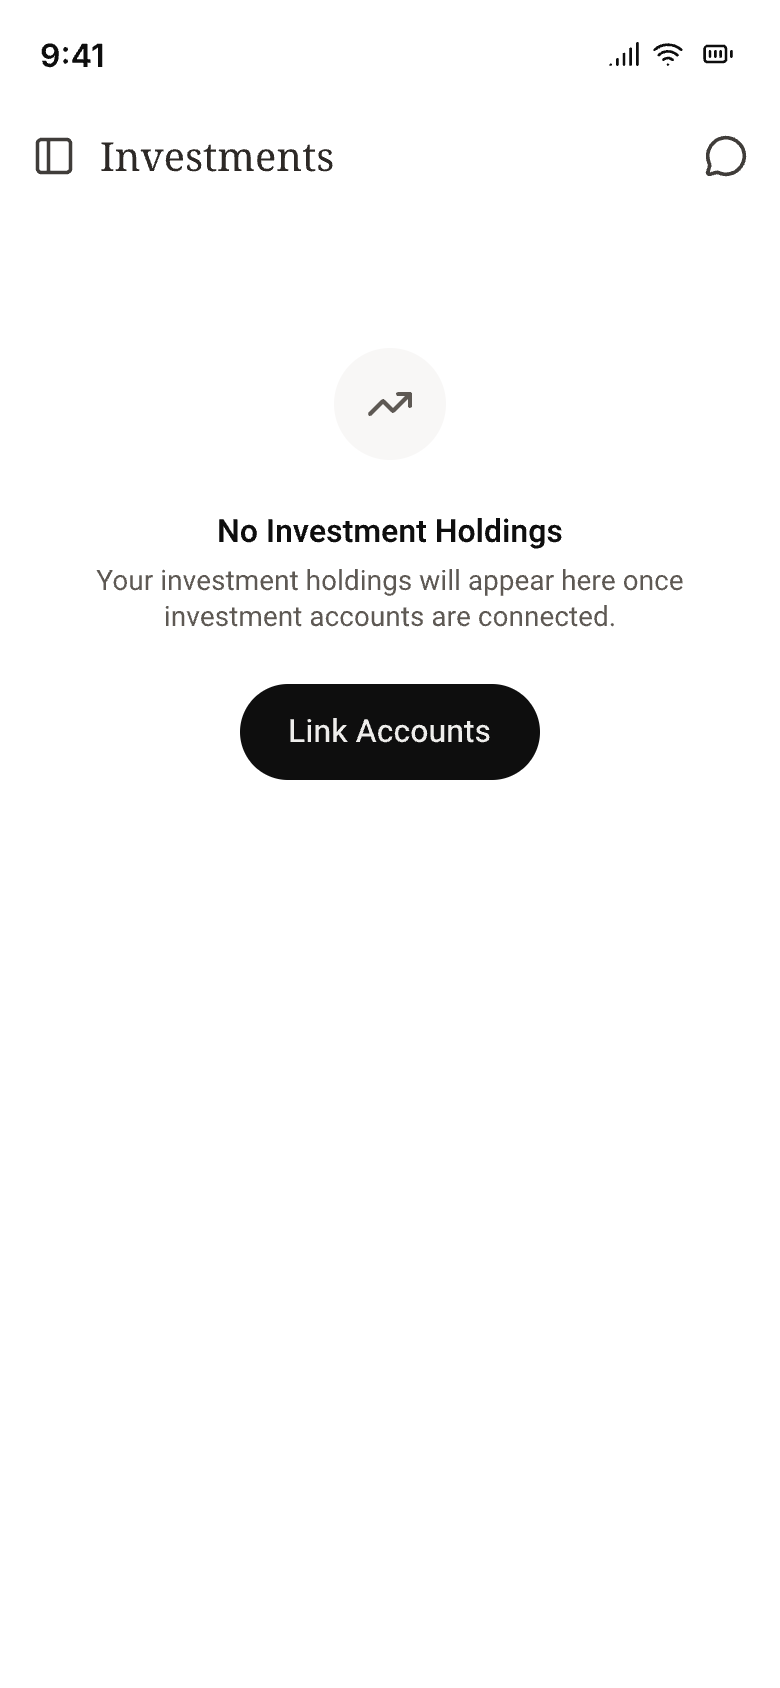 9:41
Investments
No Investment Holdings
Your investment holdings will appear here once
investment accounts are connected.
Link Accounts